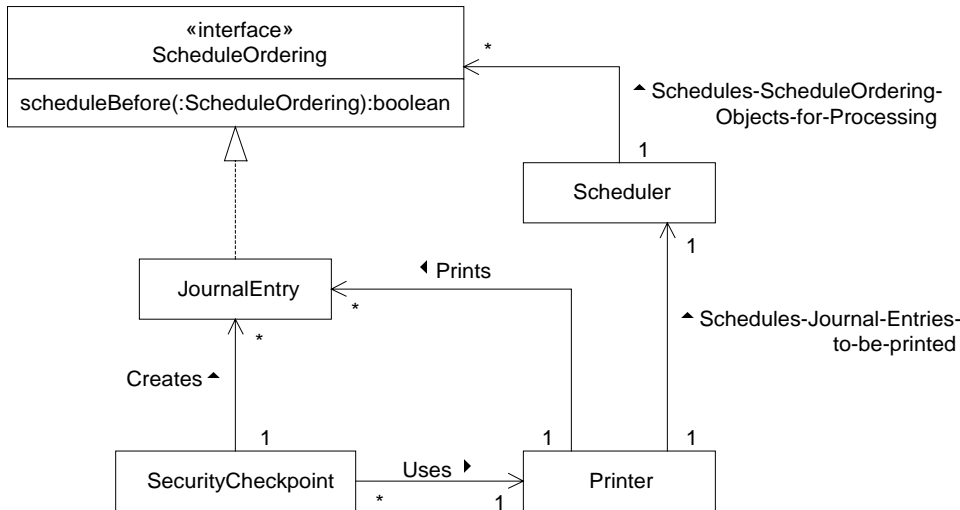 «interface»
ScheduleOrdering
scheduleBefore(:ScheduleOrdering):boolean
*
Schedules-ScheduleOrdering-
Objects-for-Processing
1
Scheduler
1
JournalEntry
Prints
*
*
Schedules-Journal-Entries-
to-be-printed
Creates
1
1
1
SecurityCheckpoint
Uses
*
1
Printer